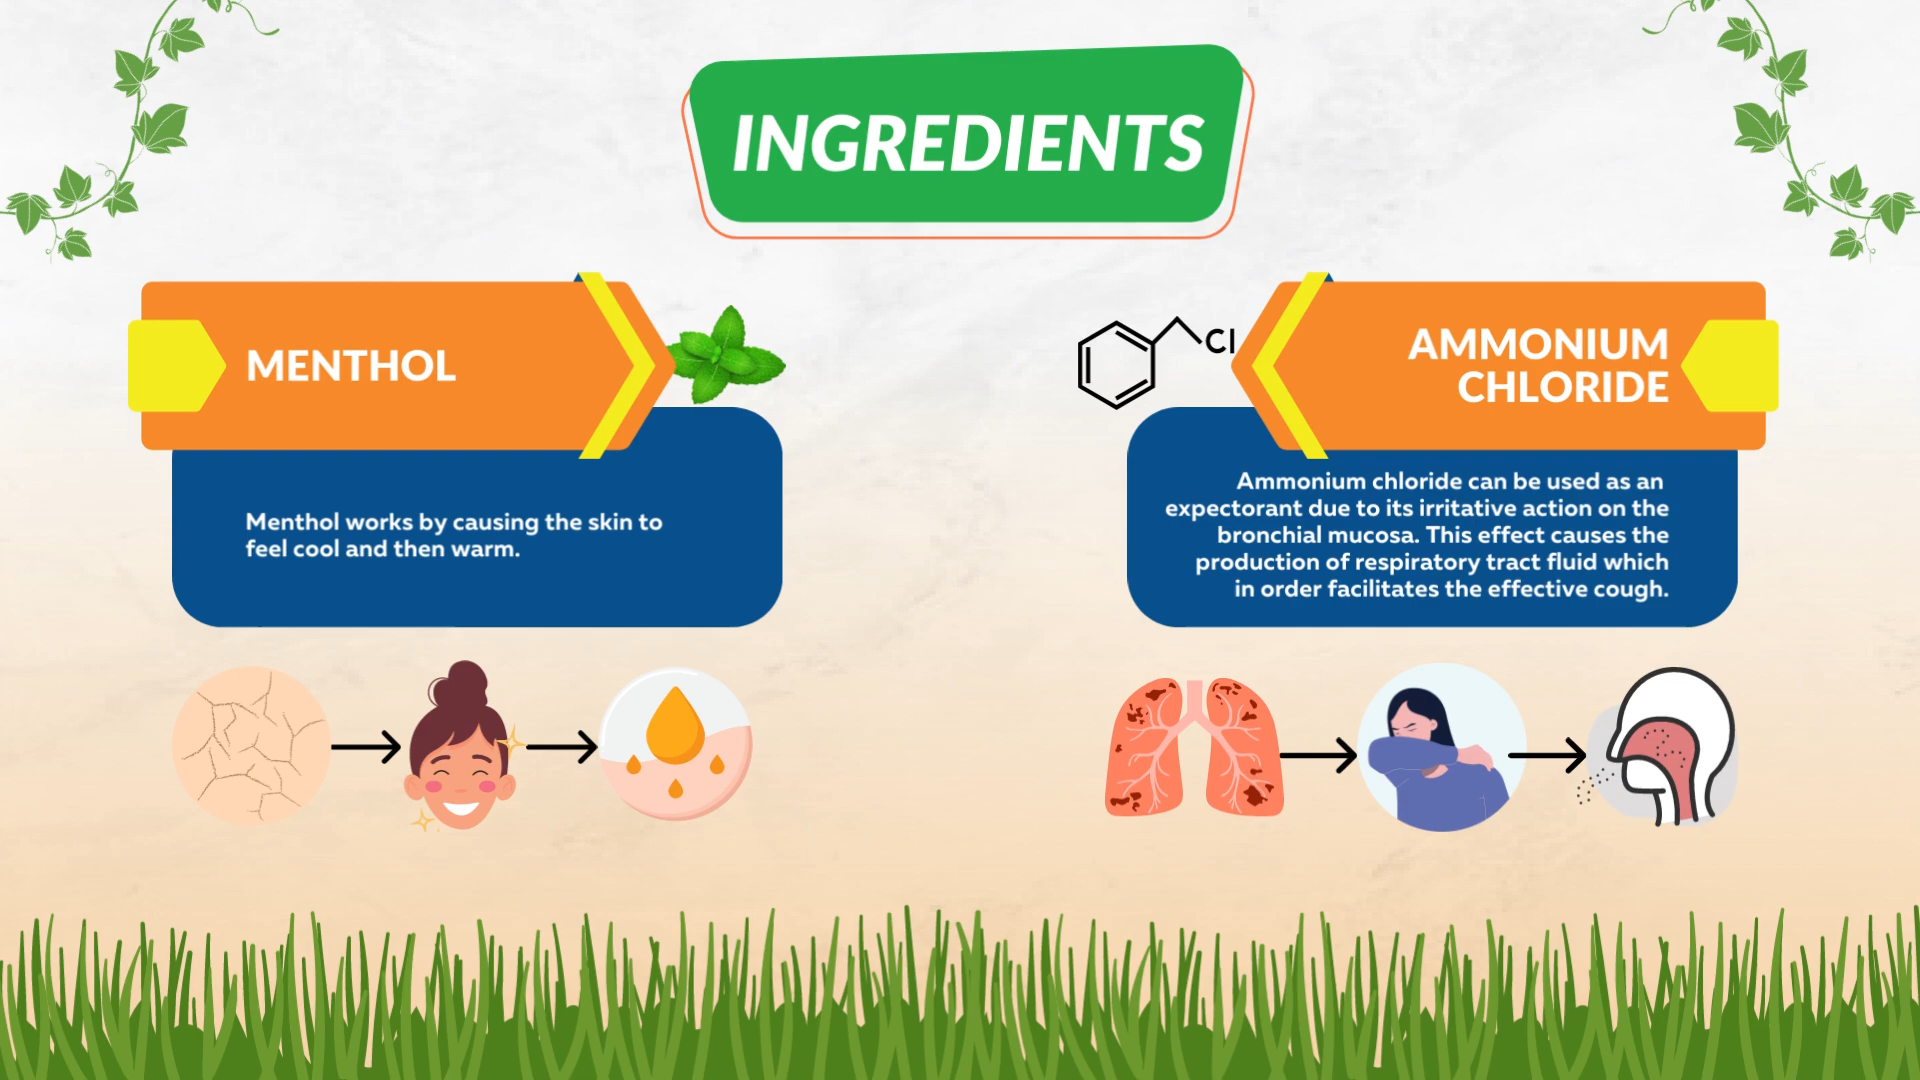 INGREDIENTS
MENTHOL
Menthol works by causing the skin to
feel cool and then warm.
Cl
AMMONIUM
CHLORIDE
Ammonium chloride can be used as an
expectorant due to its irritative action on the
bronchial mucosa. This effect causes the
production of respiratory tract fluid which
in order facilitates the effective cough.